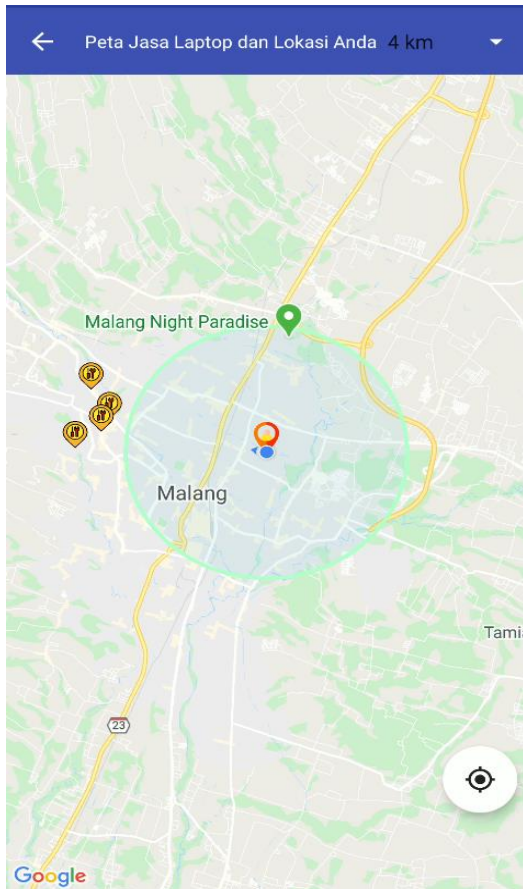 Peta Jasa Laptop dan Lokasi Anda 4 km
Malang Night Paradise
Malang
Tami
23
Google